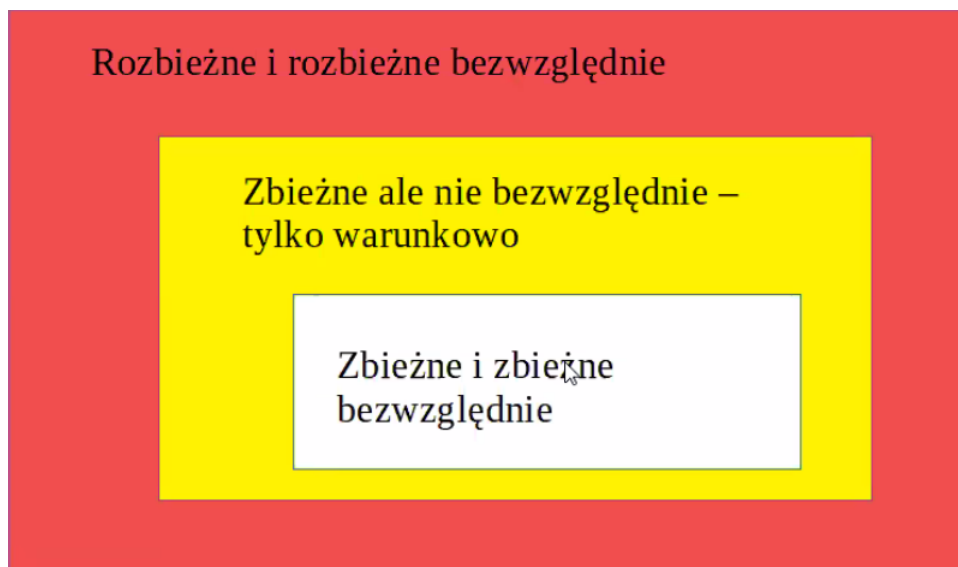 Rozbieżne i rozbieżne bezwzględnie
Zbieżne ale nie bezwzględnie –
tylko warunkowo
Zbieżne i zbieżne
bezwzględnie